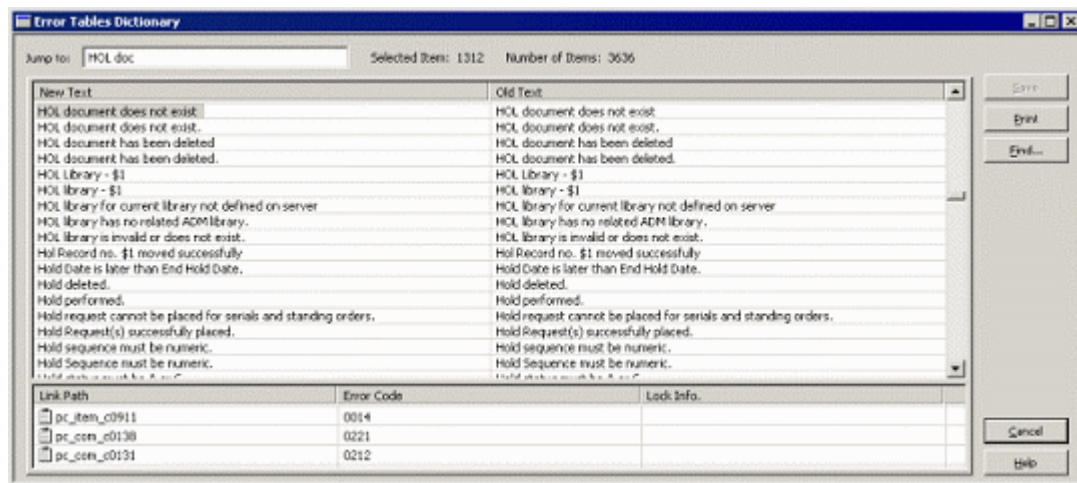 Error Tables Dictionary
Jump to: HOL doc Selected Item: 1312 Number of Items: 3636
New Text Old Text
HOL document does not exist HOL document does not exist
HOL document does not exist. HOL document does not exist.
HOL document has been deleted HOL document has been deleted
HOL document has been deleted. HOL document has been deleted.
HOL Library - $1 HOL Library - $1
HOL library - $1 HOL library - $1
HOL library for current library not defined on server HOL library for current library not defined on server
HOL library has no related ADM library. HOL library has no related ADM library.
HOL library is invalid or does not exist. HOL library is invalid or does not exist.
Hol Record no. $1 moved successfully Hol Record no. $1 moved successfully
Hold Date is later than End Hold Date. Hold Date is later than End Hold Date.
Hold deleted. Hold deleted.
Hold performed. Hold performed.
Hold request cannot be placed for serials and standing orders. Hold request cannot be placed for serials and standing orders.
Hold Request(s) successfully placed. Hold Request(s) successfully placed.
Hold sequence must be numeric. Hold sequence must be numeric.
Hold Sequence must be numeric. Hold Sequence must be numeric.
Link Path Error Code Lock Info.
pc_item_c0911 0014
pc_com_c0138 0221
pc_com_c0131 0212
Save
Print
Find...
Cancel
Help